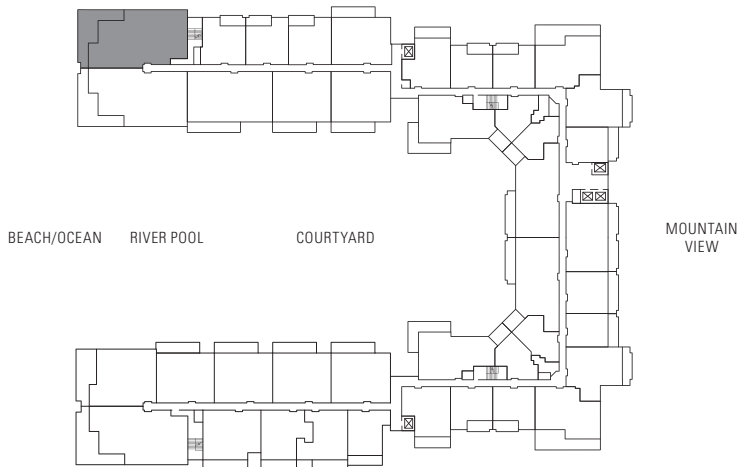 BEACH/OCEAN
RIVER POOL
COURTYARD
MOUNTAIN
VIEW